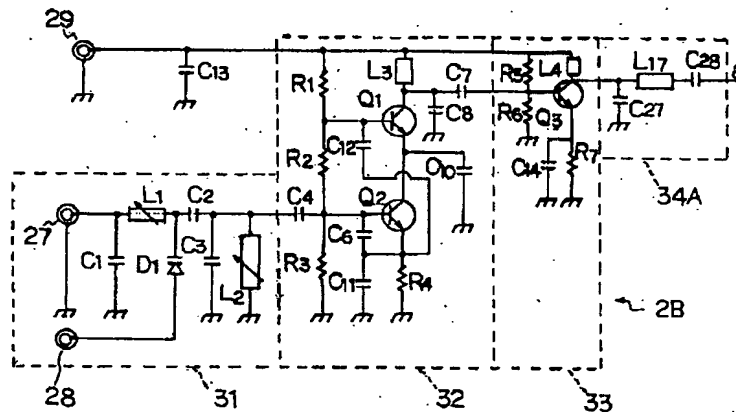 29
C13
R1
L3
C7
R5
L4
L17
C28
Q1
C8
R6
Q3
C27
R2
C12
C10
C14
R7
34A
27
L1
C2
C4
Q2
C1
D1
C3
L2
R3
C6
C11
R4
2B
28
31
32
33